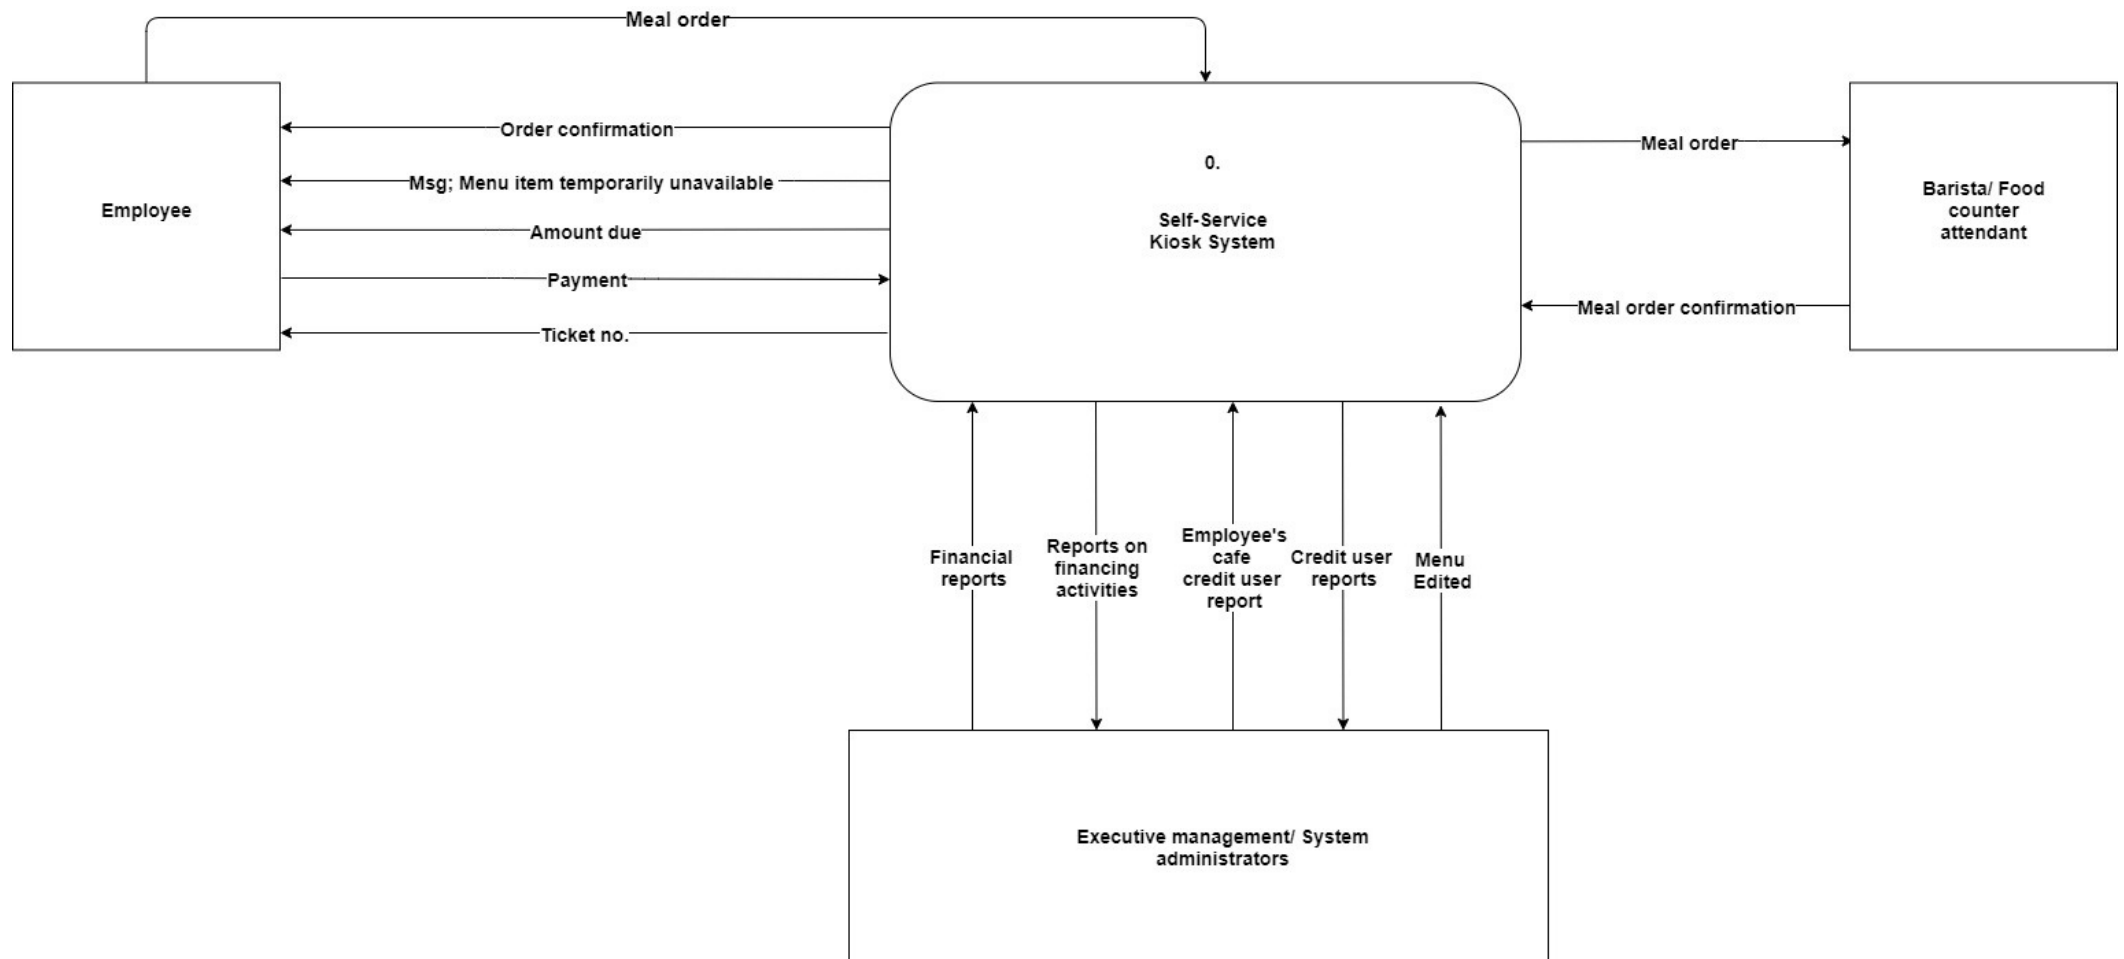 Meal order
Order confirmation
Msg; Menu item temporarily unavailable
Amount due
Payment
Ticket no.
Employee
0.
Self-Service
Kiosk System
Meal order
Meal order confirmation
Barista/ Food
counter
attendant
Financial
reports
Reports on
financing
activities
Employee's
cafe
credit user
report
Credit user
reports
Menu
Edited
Executive management/ System
administrators